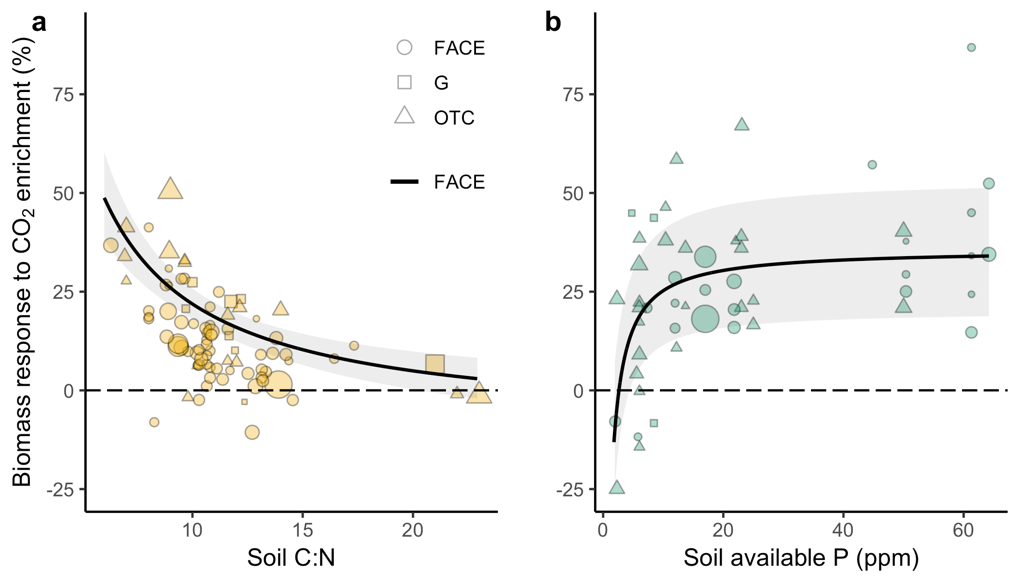 a
Biomass response to CO2 enrichment (%)
75
50
25
0
-25
10
15
20
Soil C:N
FACE
G
OTC
FACE
b
75
50
25
0
-25
0
20
40
60
Soil available P (ppm)